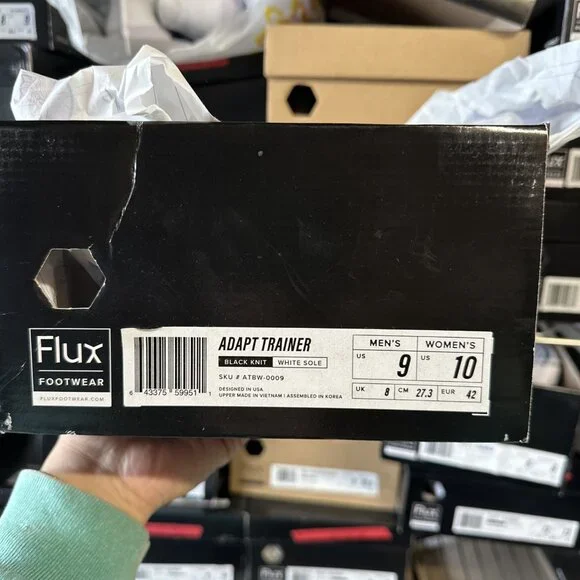 Flux
FOOTWEAR
FLUXFOOTWEAR.COM
6 43375 59951 1
ADAPT TRAINER
BLACK KNIT WHITE SOLE
SKU # ATBW-0009
DESIGNED IN USA
UPPER MADE IN VIETNAM | ASSEMBLED IN KOREA
MEN'S WOMEN'S
US 9 US 10
UK 8 CM 27.3 EUR 42
Flux
Flux